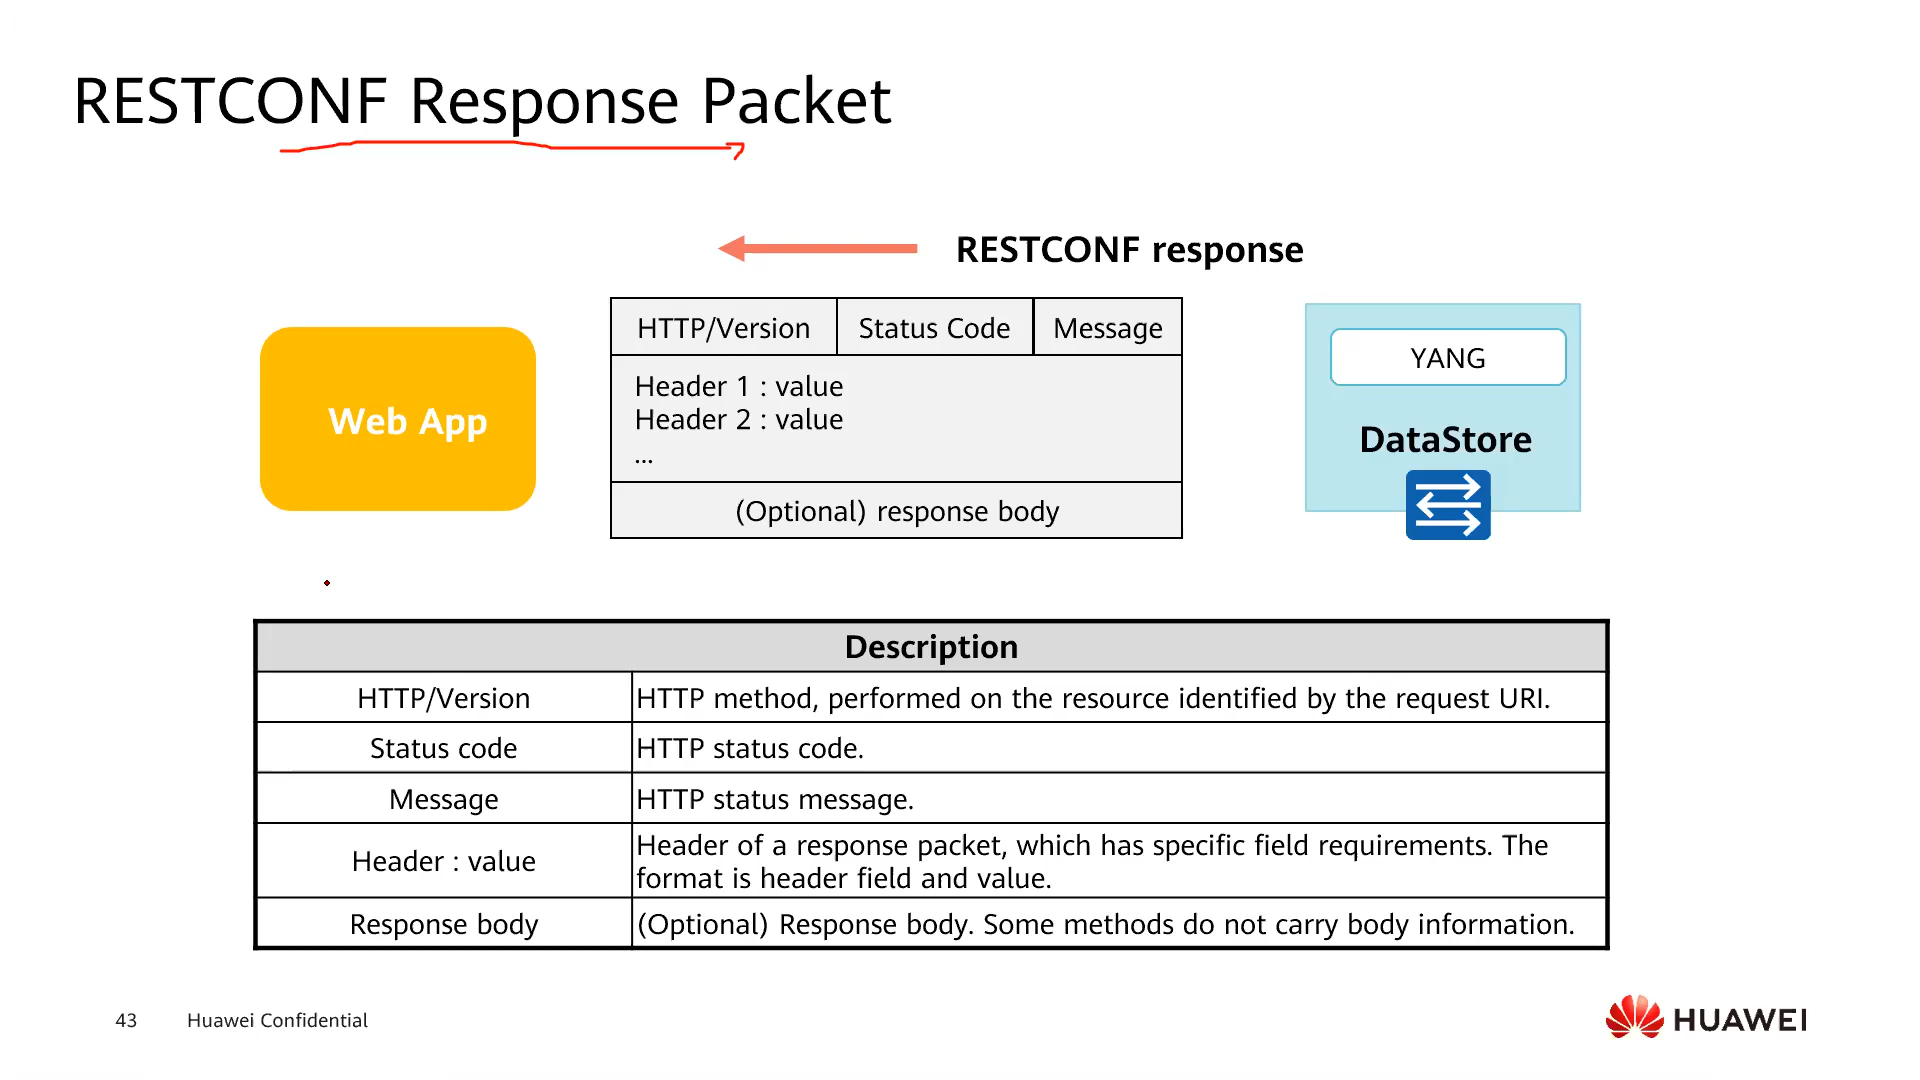 RESTCONF Response Packet
RESTCONF response
Web App
HTTP/Version Status Code Message
Header 1 : value
Header 2 : value
...
(Optional) response body
YANG
DataStore
Description
HTTP/Version HTTP method, performed on the resource identified by the request URI.
Status code HTTP status code.
Message HTTP status message.
Header : value Header of a response packet, which has specific field requirements. The
format is header field and value.
Response body (Optional) Response body. Some methods do not carry body information.
43 Huawei Confidential
HUAWEI